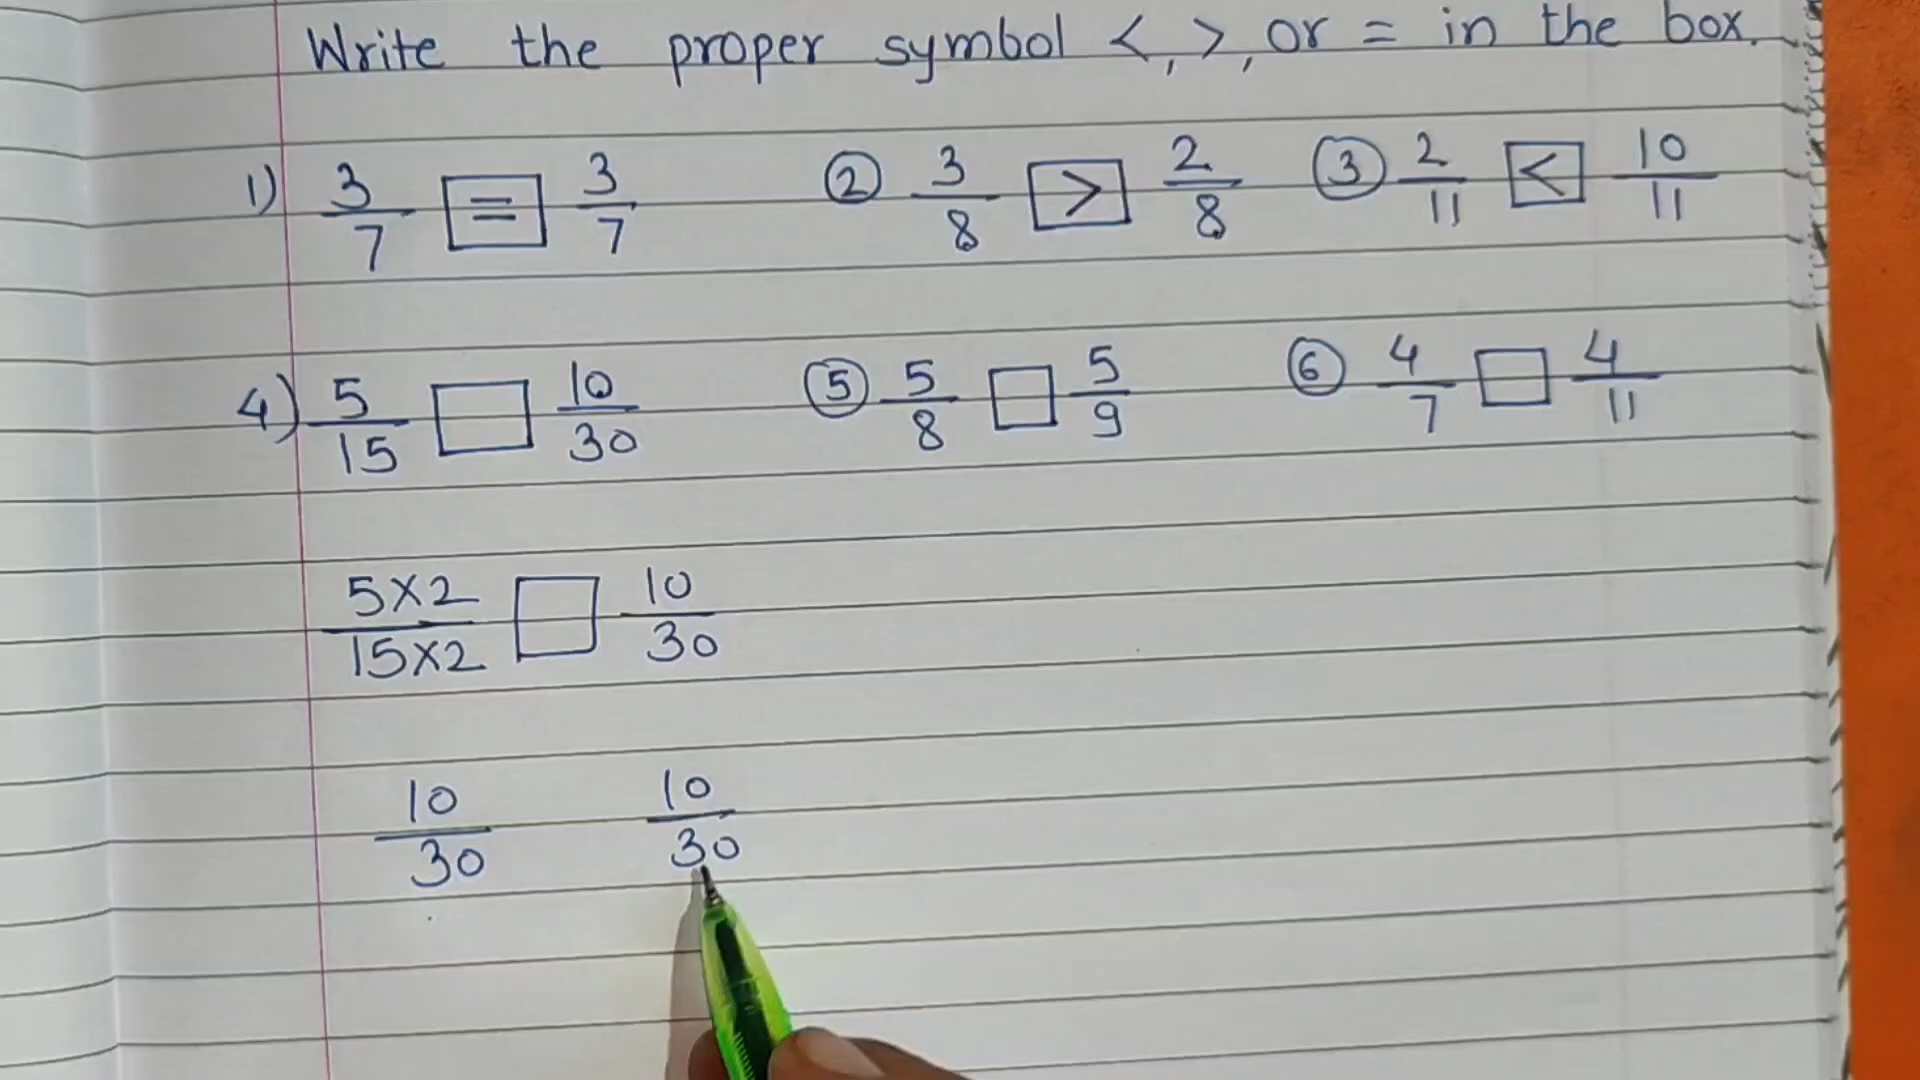 Write the proper symbol <, >, or = in the box.
1) 3/7 = 3/7 ② 3/8 > 2/8 ③ 2/11 < 10/11
4) 5/15 □ 10/30 ⑤ 5/8 □ 5/9 ⑥ 4/7 □ 4/11
5×2/15×2 □ 10/30
10/30 10/30